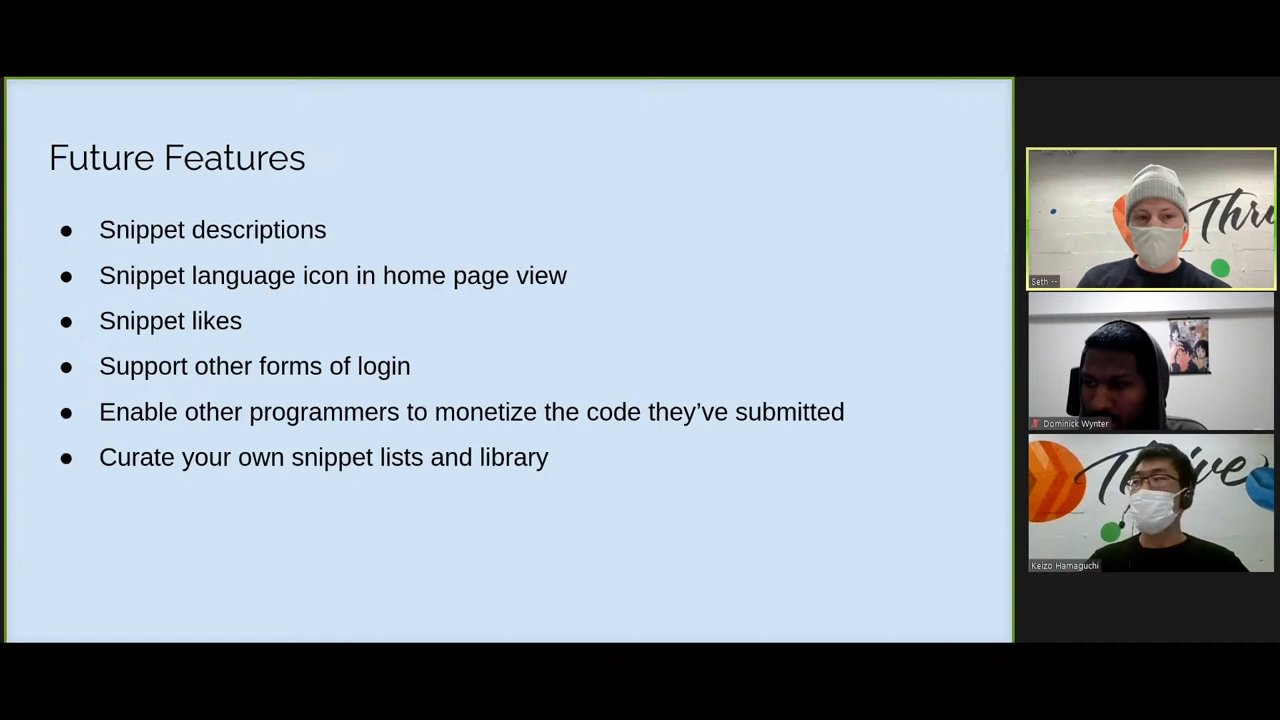 Future Features
● Snippet descriptions
● Snippet language icon in home page view
● Snippet likes
● Support other forms of login
● Enable other programmers to monetize the code they’ve submitted
● Curate your own snippet lists and library
Thri
Seth --
Dominick Wynter
Thrive
Keizo Hamaguchi